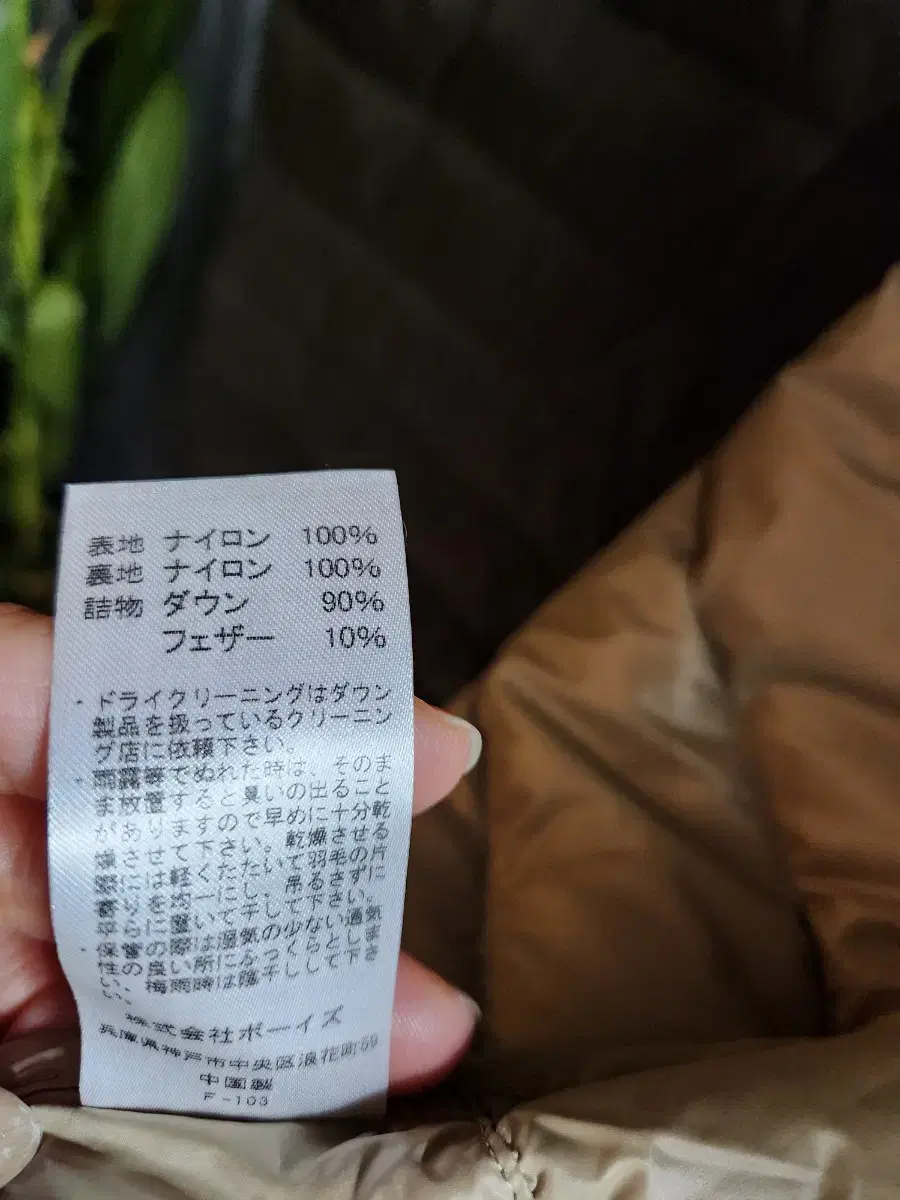 表地 ナイロン 100%
裏地 ナイロン 100%
詰物 ダウン 90%
フェザー 10%
・ドライクリーニングはダウン
製品を扱っているクリーニン
グ店に依頼下さい。
・雨露等でぬれた時は、そのま
ま放置すると臭いの出ること
がありますので早めに十分乾
燥させて下さい。乾燥させる
際には軽くたたいて羽毛の片
寄りを均一にし、吊るさずに
平らに置いて干して下さい。
・保管の際は湿気の少ない通気
性の良い所にふっくらとしま
い、梅雨時は陰干しして下さ
い。
株式会社ボーイズ
兵庫県神戸市中央区浪花町59
中国製
F-103